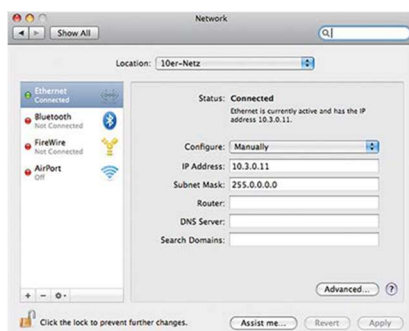 Network
Show All
Location: 10er-Netz
Ethernet
Connected
Bluetooth
Not Connected
FireWire
Not Connected
AirPort
Off
Status: Connected
Ethernet is currently active and has the IP
address 10.3.0.11.
Configure: Manually
IP Address: 10.3.0.11
Subnet Mask: 255.0.0.0
Router:
DNS Server:
Search Domains:
Advanced...
?
+ −
Click the lock to prevent further changes.
Assist me...
Revert
Apply